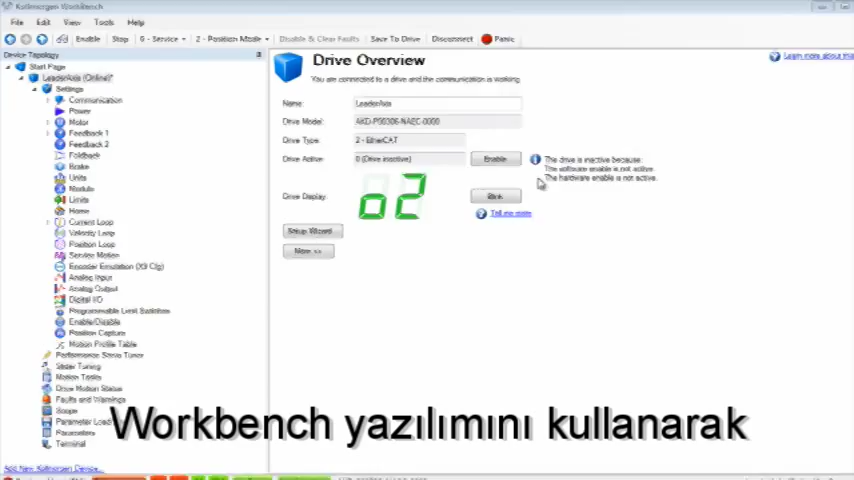 Kollmorgen Workbench
File Edit View Tools Help
Enable Stop 0 - Service 2 - Position Mode Disable & Clear Faults Save To Drive Disconnect Panic
Device Topology
Start Page
LeaderAxis (Online)*
Settings
Communication
Power
Motor
Feedback 1
Feedback 2
Foldback
Brake
Units
Modulo
Limits
Home
Current Loop
Velocity Loop
Position Loop
Service Motion
Encoder Emulation (X9 Cfg)
Analog Input
Analog Output
Digital I/O
Programmable Limit Switches
Enable/Disable
Position Capture
Motion Profile Table
Performance Servo Tuner
Slider Tuning
Motion Tasks
Drive Motion Status
Faults and Warnings
Scope
Parameter Load
Parameters
Terminal
Add New Kollmorgen Device...
Drive Overview
Learn more about this
You are connected to a drive and the communication is working.
Name: LeaderAxis
Drive Model: AKD-P00306-NAEC-0000
Drive Type: 2 - EtherCAT
Drive Active: 0 (Drive inactive) Enable
The drive is inactive because:
The software enable is not active.
The hardware enable is not active.
Drive Display: o2 Blink
Tell me more
Setup Wizard
More >>
Workbench yazılımını kullanarak